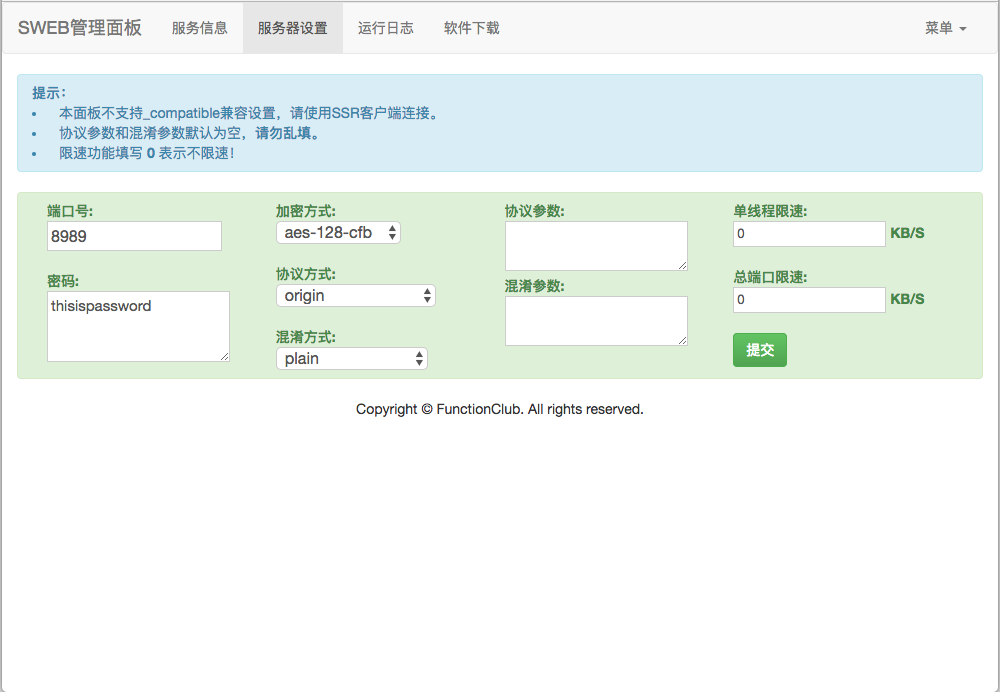 SWEB管理面板 服务信息 服务器设置 运行日志 软件下载 菜单
提示：
本面板不支持_compatible兼容设置，请使用SSR客户端连接。
协议参数和混淆参数默认为空，请勿乱填。
限速功能填写 0 表示不限速！
端口号:
8989
密码:
thisispassword
加密方式:
aes-128-cfb
协议方式:
origin
混淆方式:
plain
协议参数:
混淆参数:
单线程限速:
0 KB/S
总端口限速:
0 KB/S
提交
Copyright © FunctionClub. All rights reserved.